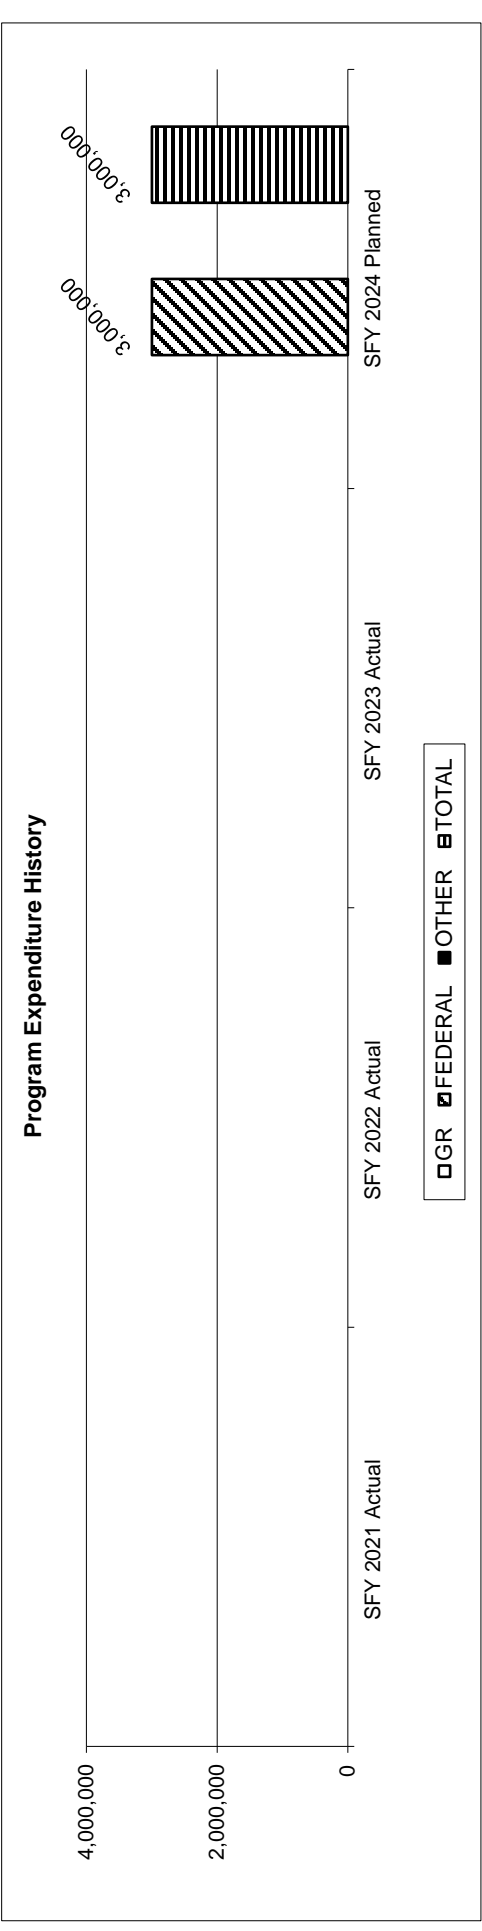 Program Expenditure History
4,000,000
2,000,000
0
3,000,000
3,000,000
SFY 2021 Actual
SFY 2022 Actual
SFY 2023 Actual
SFY 2024 Planned
GR FEDERAL OTHER TOTAL